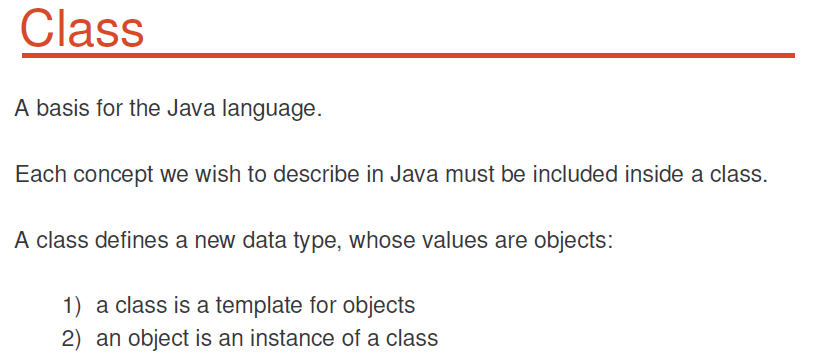 Class
A basis for the Java language.
Each concept we wish to describe in Java must be included inside a class.
A class defines a new data type, whose values are objects:
1) a class is a template for objects
2) an object is an instance of a class